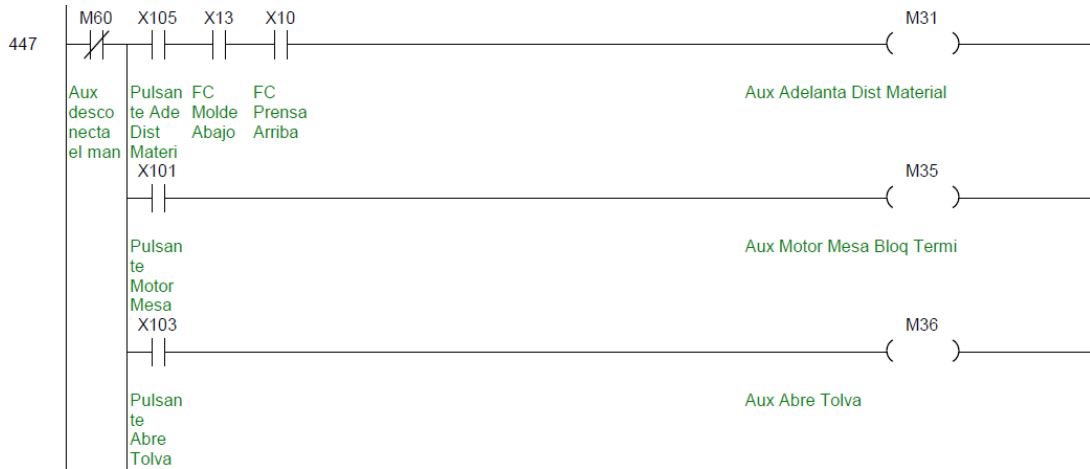 M60 X105 X13 X10 M31
447
Aux Pulsan FC FC Aux Adelanta Dist Material
desco te Ade Molde Prensa
necta Dist Abajo Arriba
el man Materi
X101 M35
Pulsan Aux Motor Mesa Bloq Termi
te
Motor
Mesa
X103 M36
Pulsan Aux Abre Tolva
te
Abre
Tolva